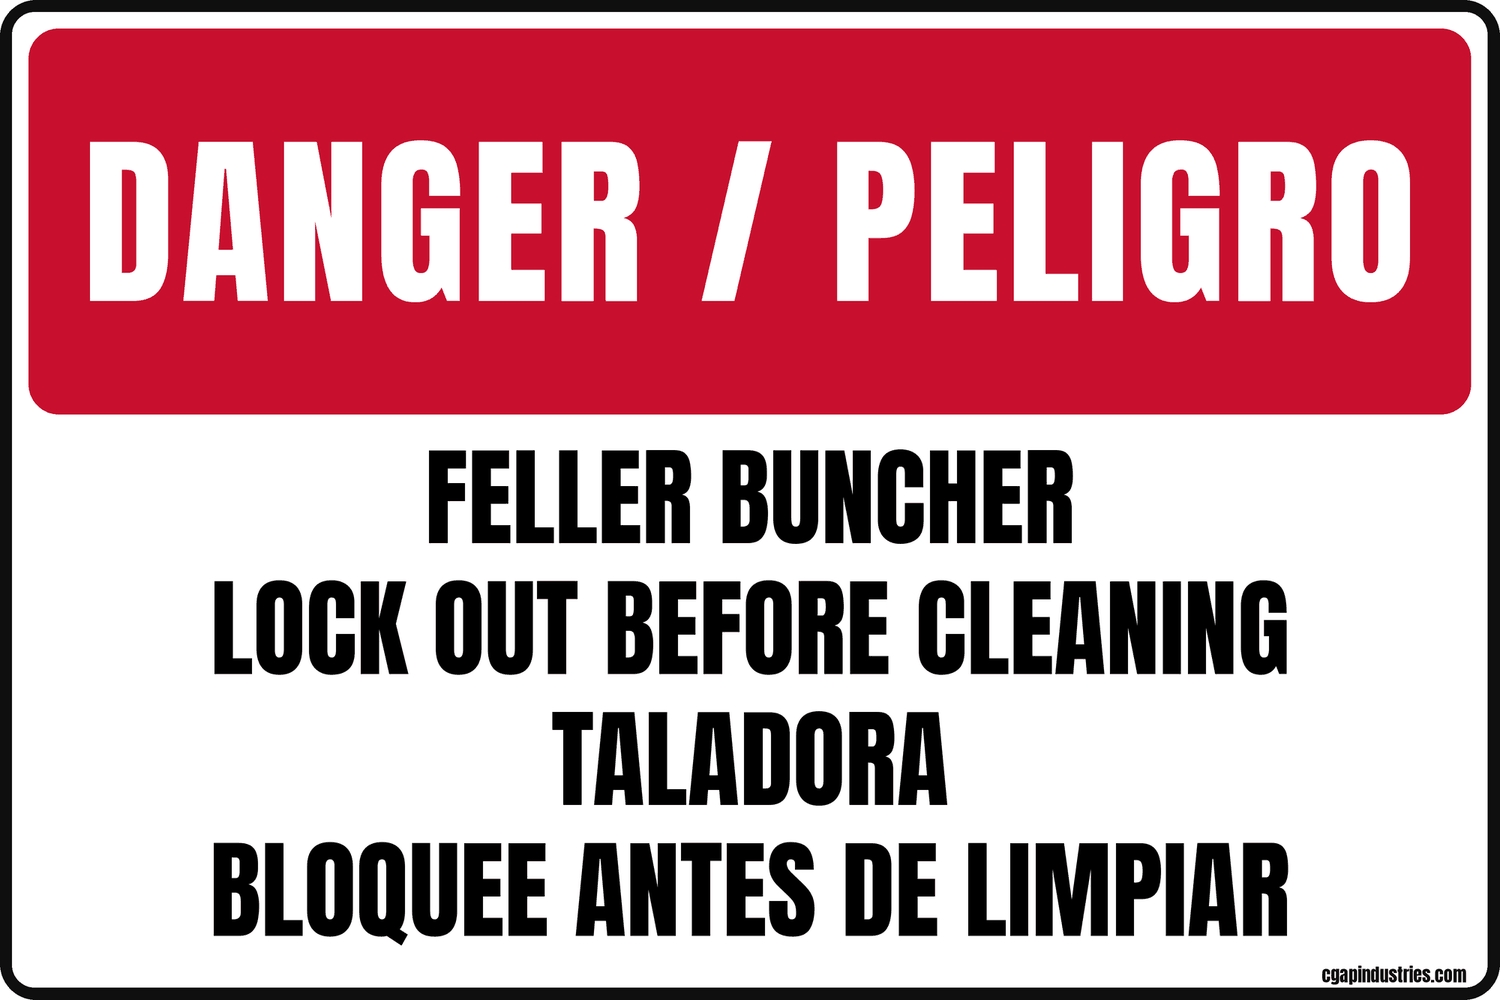 DANGER / PELIGRO
FELLER BUNCHER
LOCK OUT BEFORE CLEANING
TALADORA
BLOQUEE ANTES DE LIMPIAR
cgapindustries.com